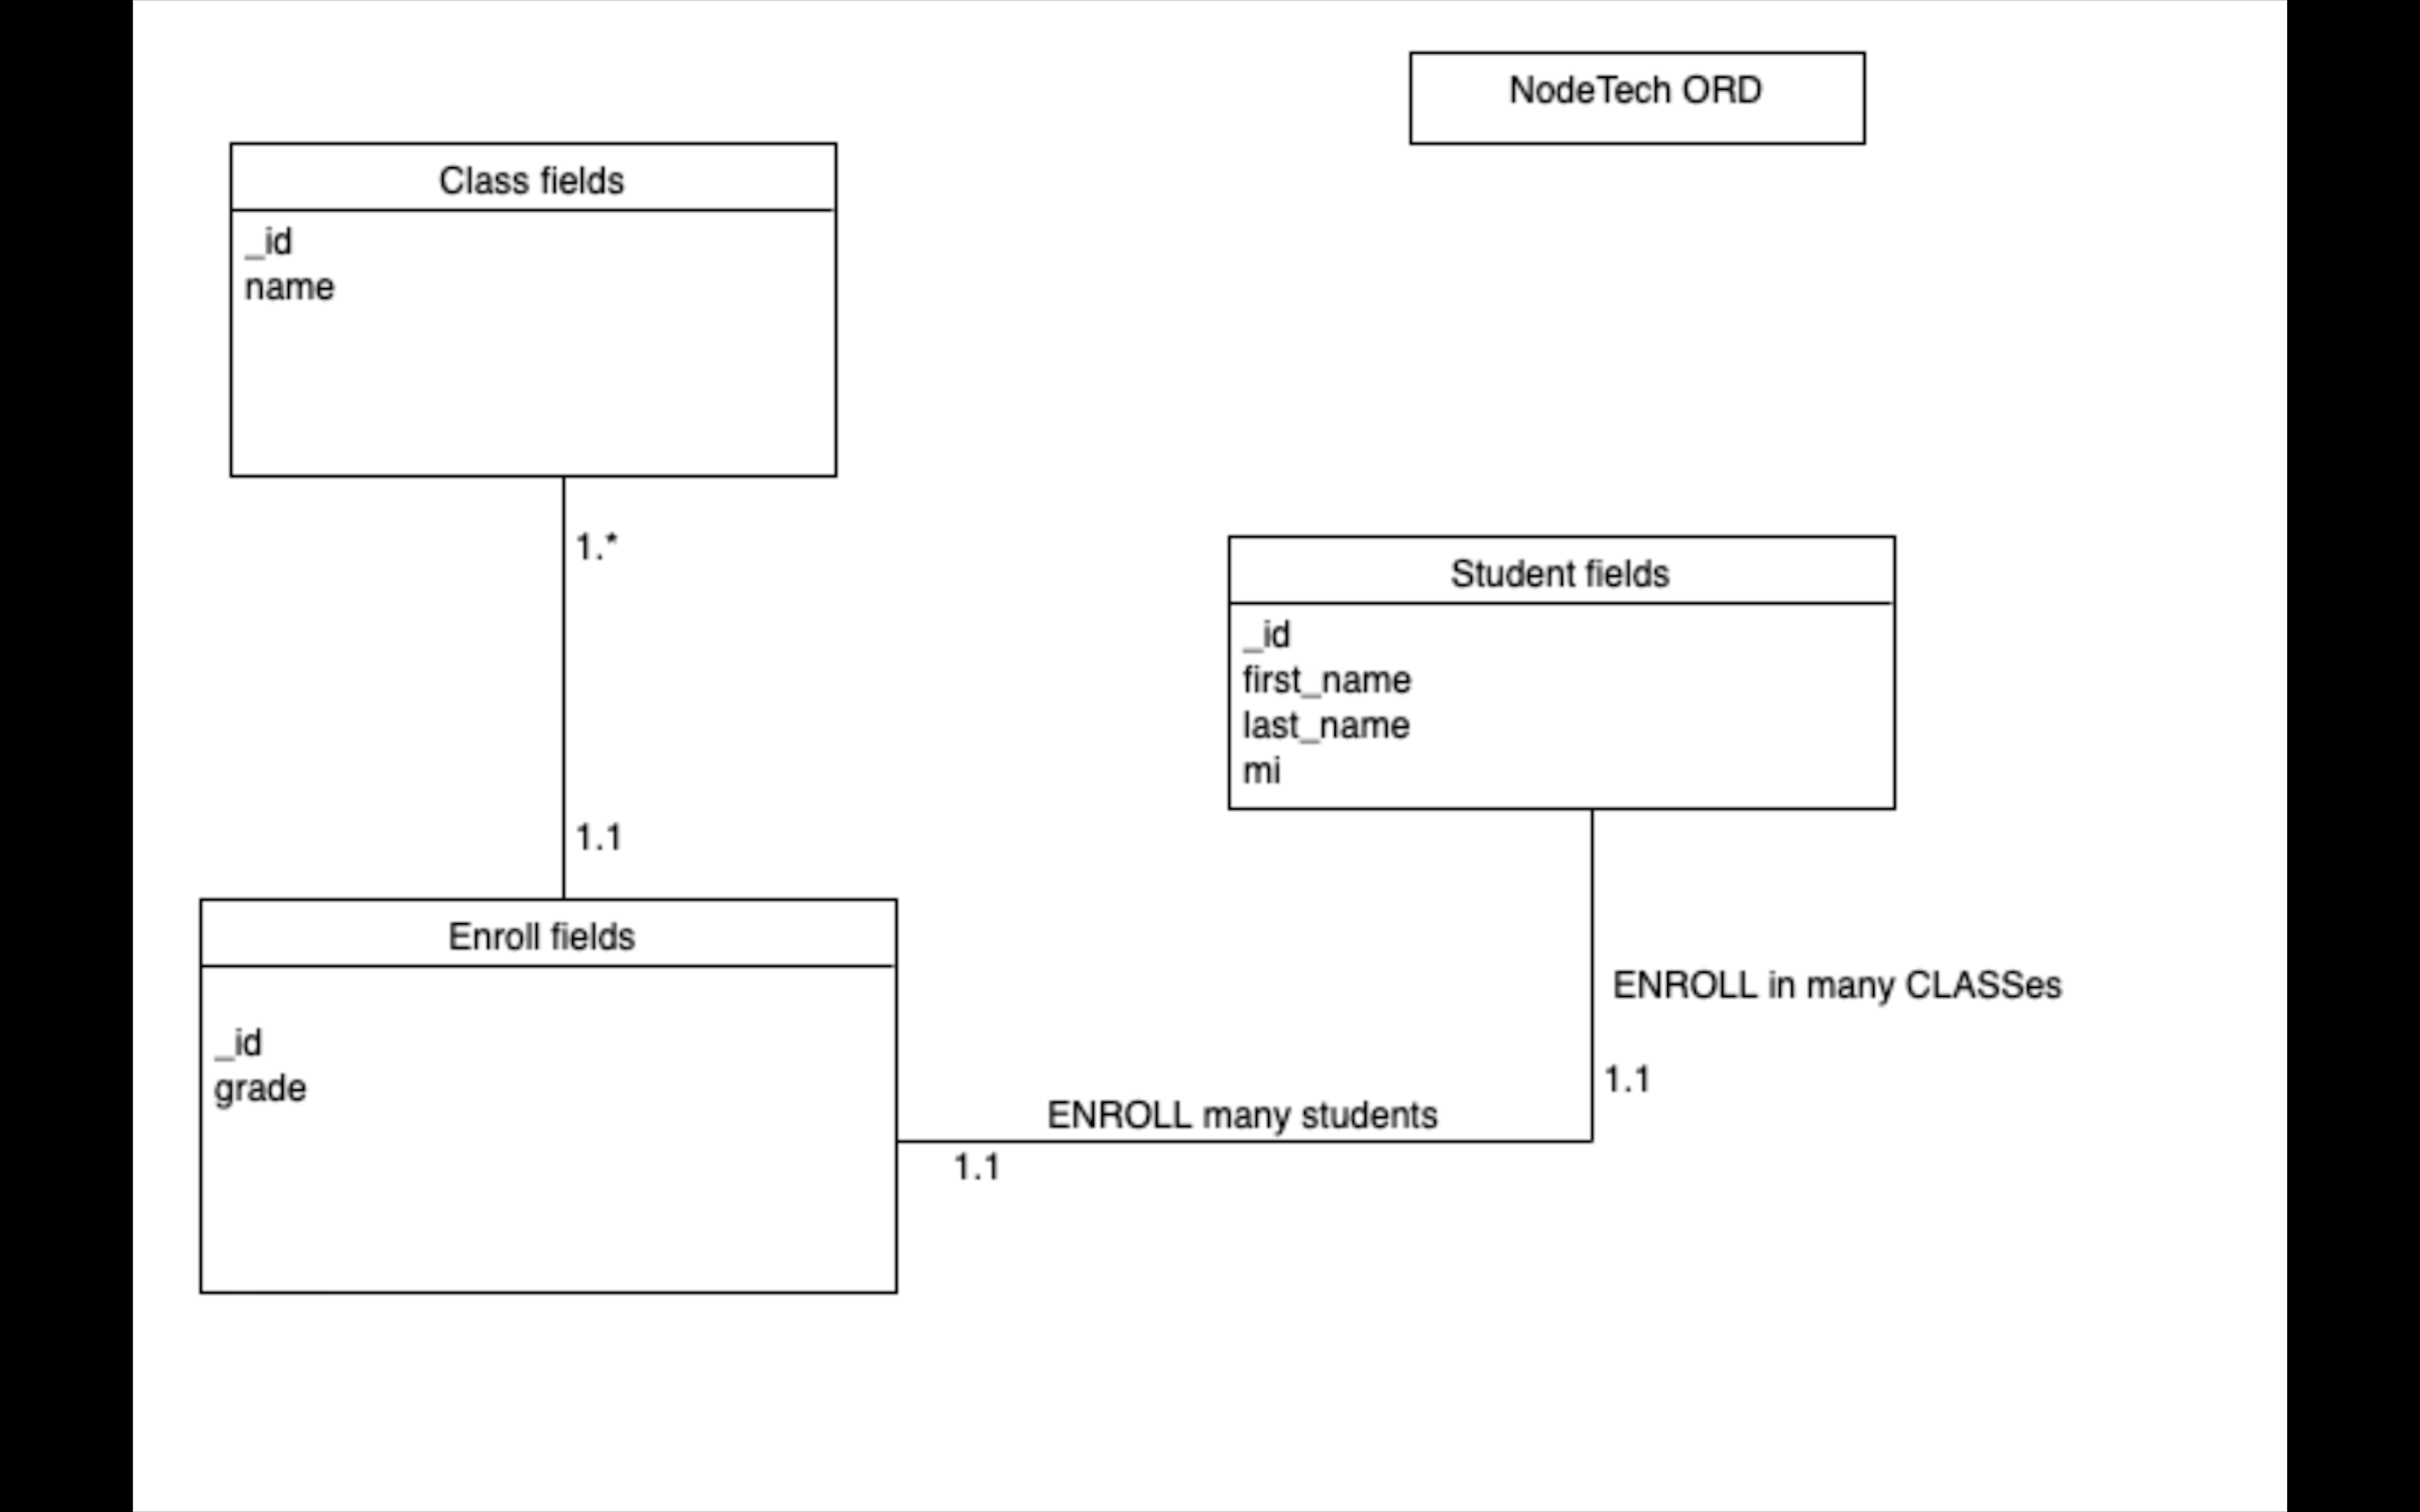 NodeTech ORD
Class fields
_id
name
1.*
1.1
Student fields
_id
first_name
last_name
mi
Enroll fields
_id
grade
ENROLL in many CLASSes
1.1
ENROLL many students
1.1